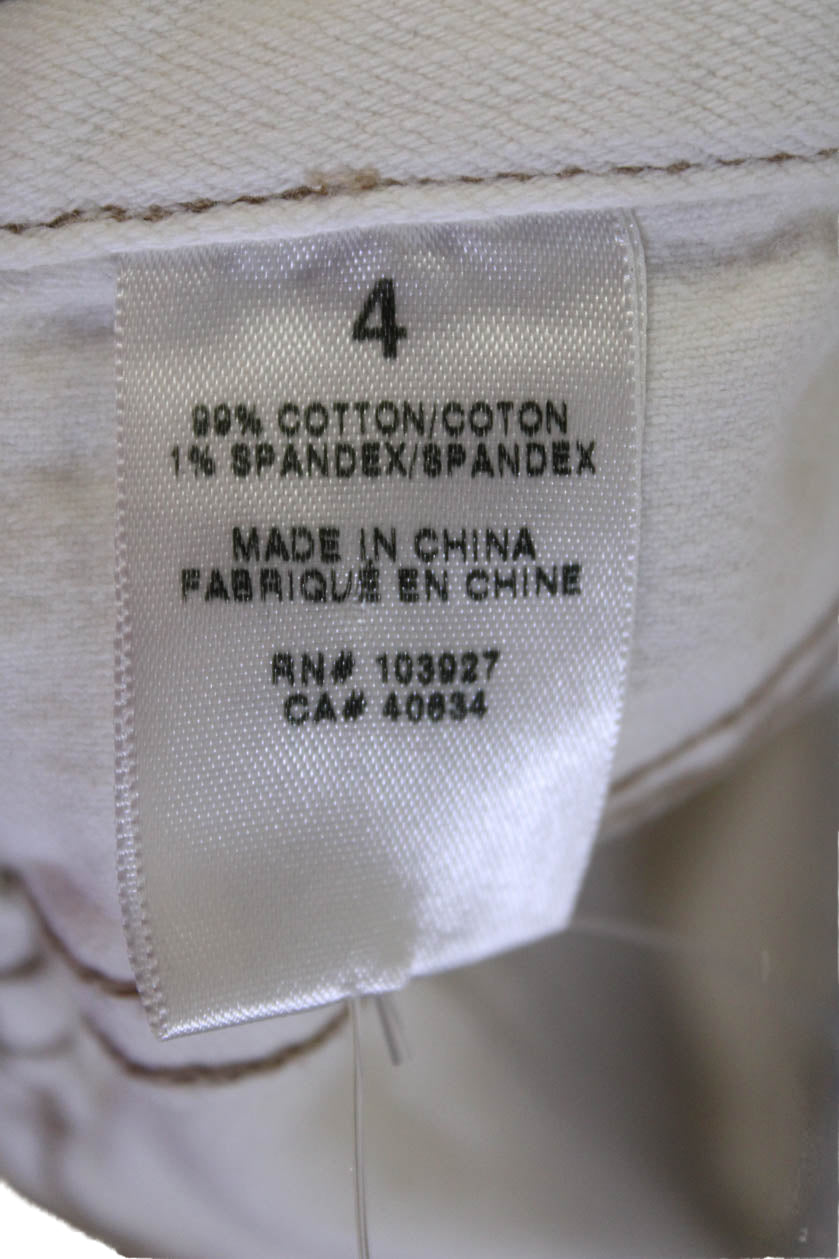 4
99% COTTON/COTON
1% SPANDEX/SPANDEX
MADE IN CHINA
FABRIQUÉ EN CHINE
RN# 103927
CA# 40634